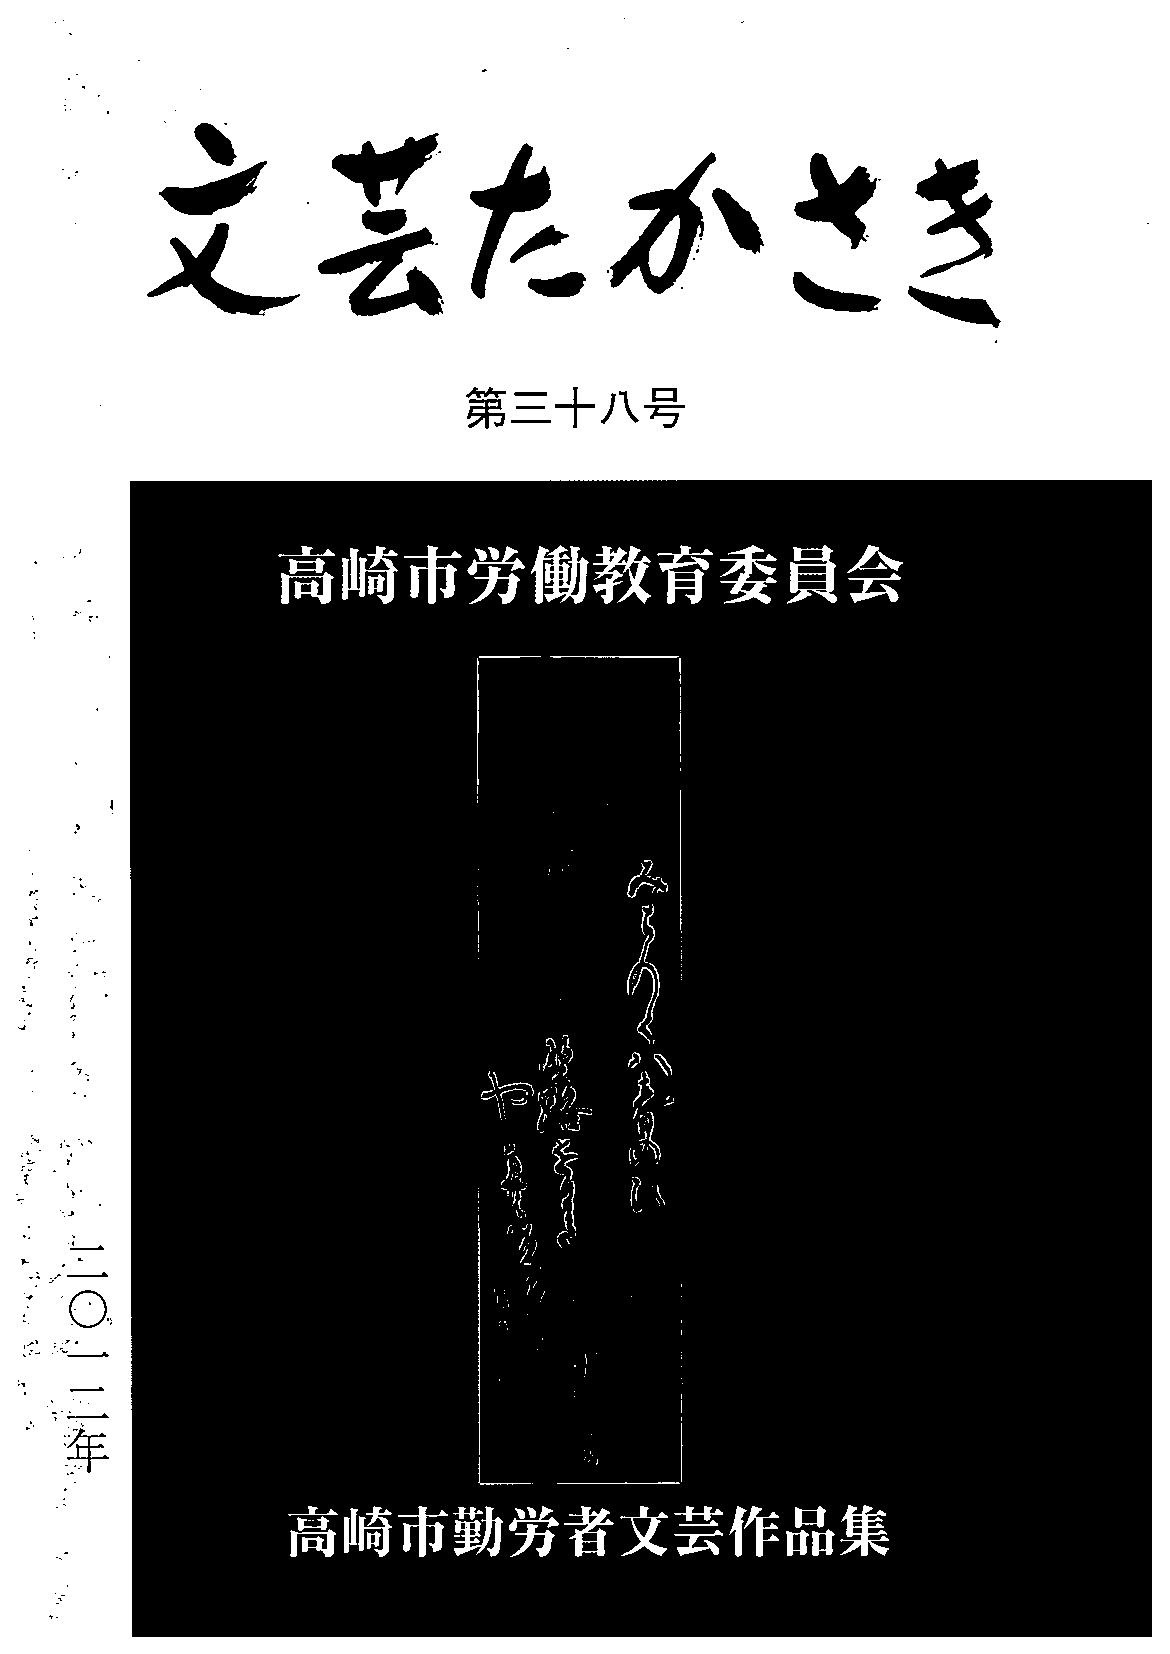 文芸たかさき
第三十八号
高崎市労働教育委員会
二〇一二年
高崎市勤労者文芸作品集